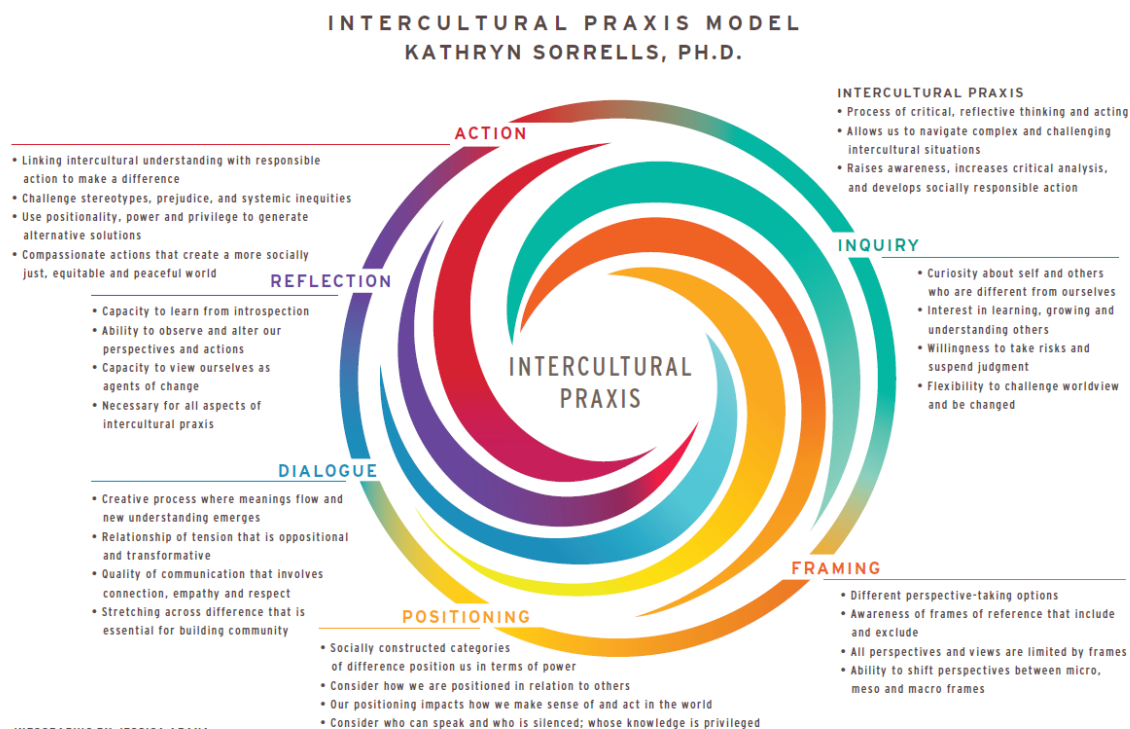 INTERCULTURAL PRAXIS MODEL
KATHRYN SORRELLS, PH.D.
INTERCULTURAL PRAXIS
• Process of critical, reflective thinking and acting
• Allows us to navigate complex and challenging
intercultural situations
• Raises awareness, increases critical analysis,
and develops socially responsible action
INQUIRY
• Curiosity about self and others
who are different from ourselves
• Interest in learning, growing and
understanding others
• Willingness to take risks and
suspend judgment
• Flexibility to challenge worldview
and be changed
FRAMING
• Different perspective-taking options
• Awareness of frames of reference that include
and exclude
• All perspectives and views are limited by frames
• Ability to shift perspectives between micro,
meso and macro frames
POSITIONING
• Socially constructed categories
of difference position us in terms of power
• Consider how we are positioned in relation to others
• Our positioning impacts how we make sense of and act in the world
• Consider who can speak and who is silenced; whose knowledge is privileged
DIALOGUE
• Creative process where meanings flow and
new understanding emerges
• Relationship of tension that is oppositional
and transformative
• Quality of communication that involves
connection, empathy and respect
• Stretching across difference that is
essential for building community
REFLECTION
• Capacity to learn from introspection
• Ability to observe and alter our
perspectives and actions
• Capacity to view ourselves as
agents of change
• Necessary for all aspects of
intercultural praxis
ACTION
• Linking intercultural understanding with responsible
action to make a difference
• Challenge stereotypes, prejudice, and systemic inequities
• Use positionality, power and privilege to generate
alternative solutions
• Compassionate actions that create a more socially
just, equitable and peaceful world
INTERCULTURAL
PRAXIS